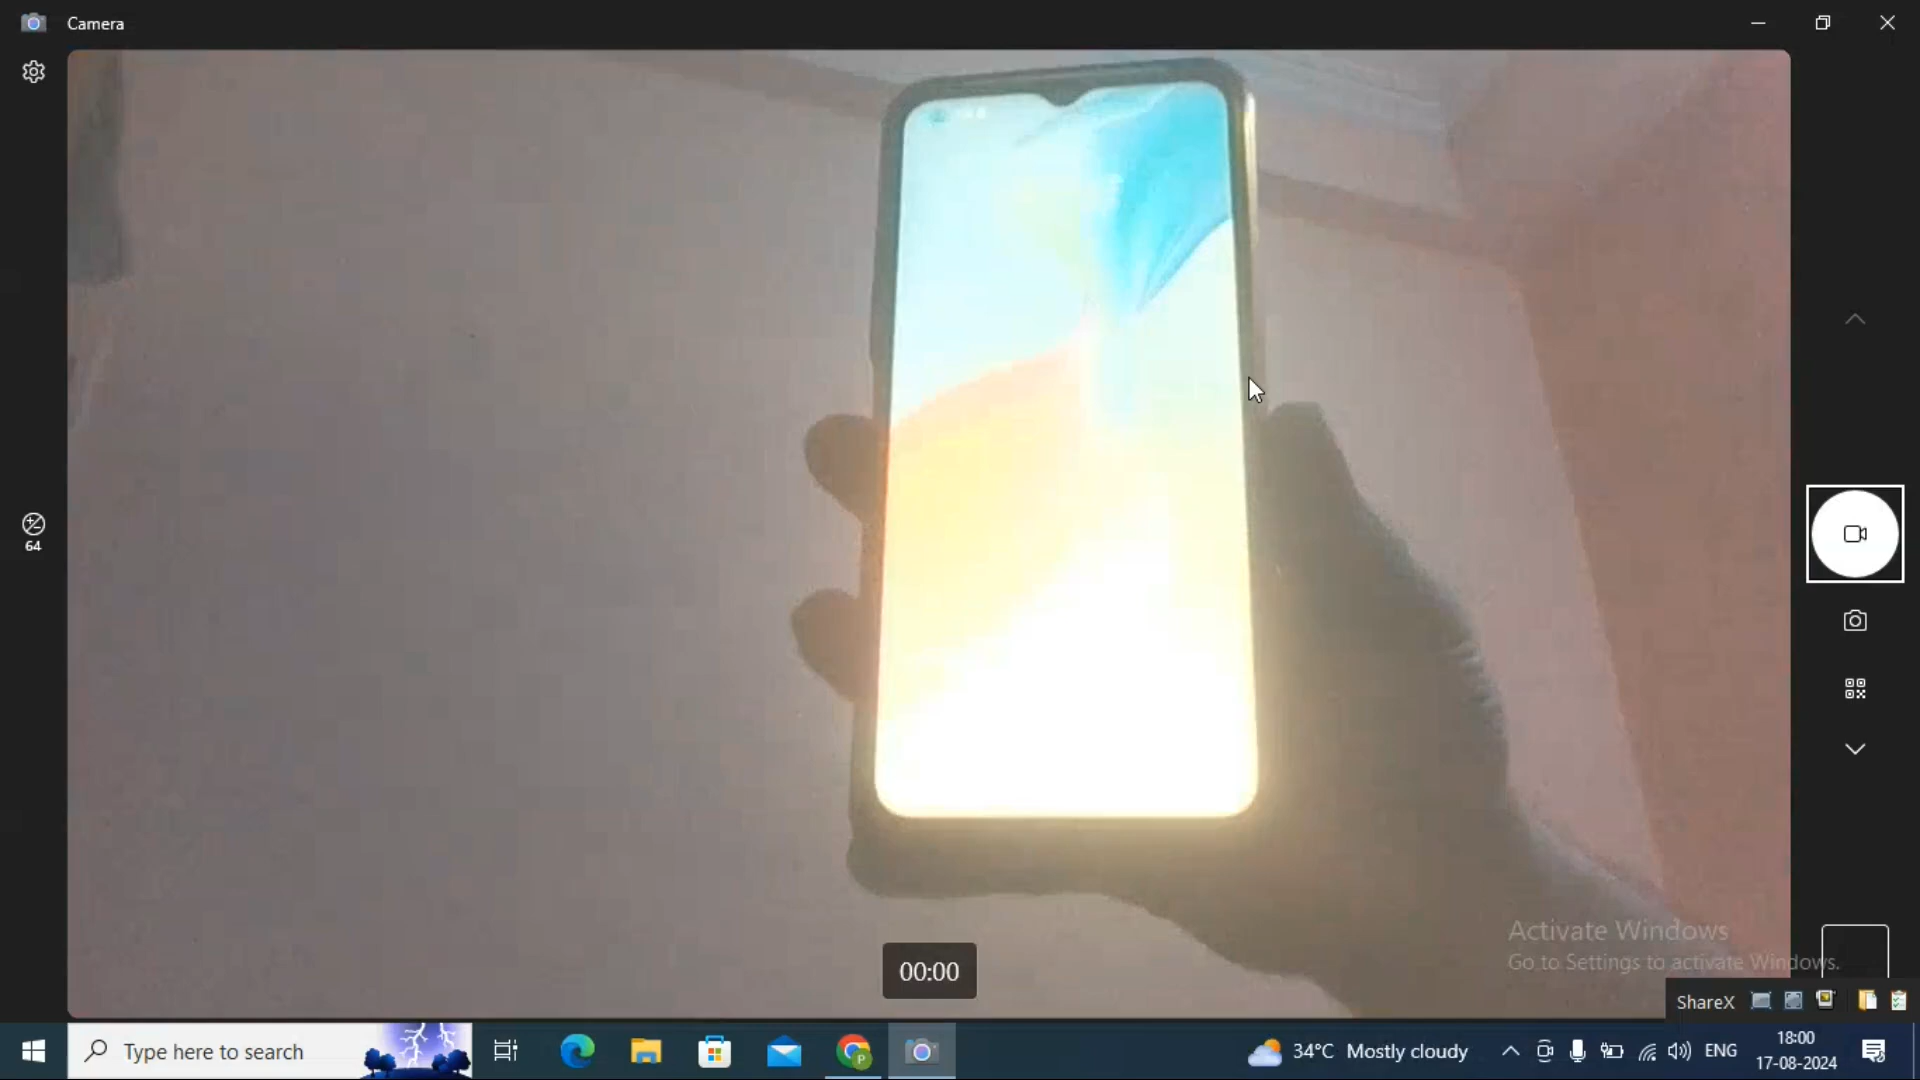 Camera
64
00:00
Activate Windows
Go to Settings to activate Windows.
ShareX
Type here to search
34°C Mostly cloudy
ENG
18:00
17-08-2024